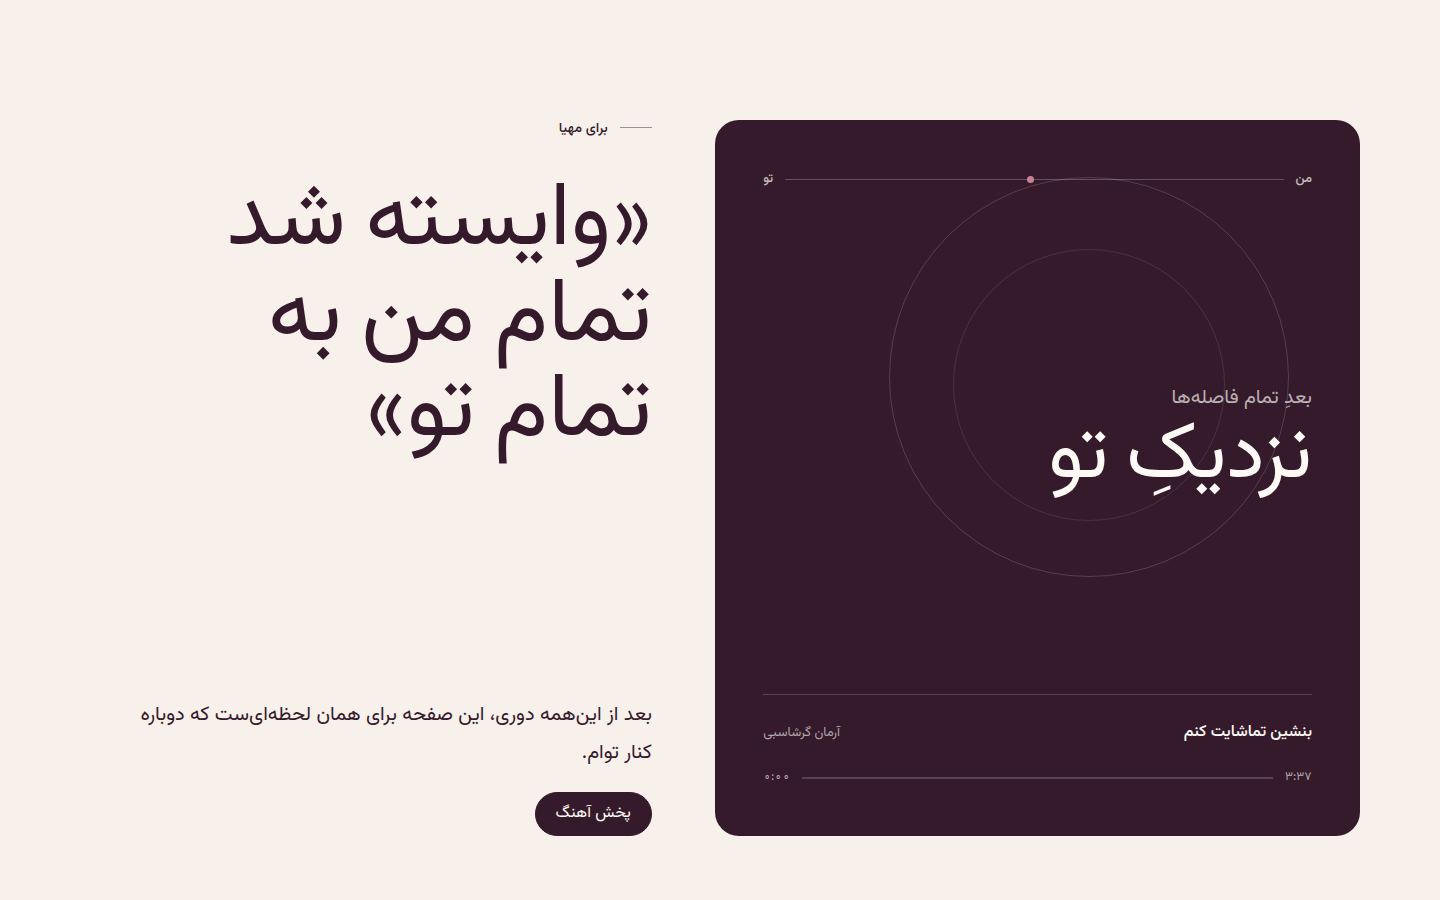 من
تو
بعدِ تمام فاصله‌ها
نزدیکِ تو
بنشین تماشایت کنم
آرمان گرشاسبی
۳:۳۷
۰:۰۰
برای مهیا
«وایسته شد
تمام من به
تمام تو»
بعد از این‌همه دوری، این صفحه برای همان لحظه‌ای‌ست که دوباره
کنار توام.
پخش آهنگ